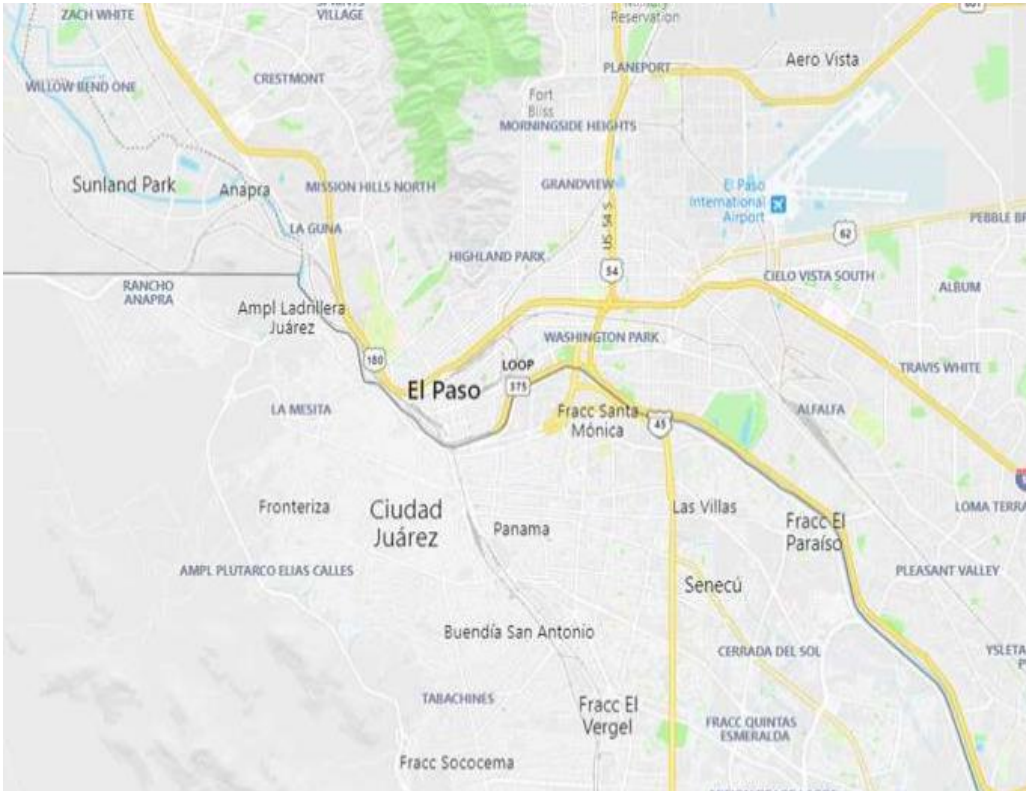 ZACH WHITE
VILLAGE
Reservation
WILLOW BEND ONE
CRESTMONT
PLANEPORT
Aero Vista
Fort
Bliss
MORNINGSIDE HEIGHTS
Sunland Park
Anapra
MISSION HILLS NORTH
GRANDVIEW
El Paso
International
Airport
LA GUNA
US-54 S
62
PEBBLE
HIGHLAND PARK
54
CIELO VISTA SOUTH
ALBUM
RANCHO
ANAPRA
Ampl Ladrillera
Juárez
WASHINGTON PARK
180
LOOP
375
TRAVIS WHITE
El Paso
LA MESITA
Fracc Santa
Mónica
45
ALFALFA
Fronteriza
Ciudad
Juárez
Panama
Las Villas
Fracc El
Paraíso
LOMA TERRA
AMPL PLUTARCO ELIAS CALLES
PLEASANT VALLEY
Senecú
Buendía San Antonio
CERRADA DEL SOL
YSLETA
TABACHINES
Fracc El
Vergel
FRACC QUINTAS
ESMERALDA
Fracc Sococema